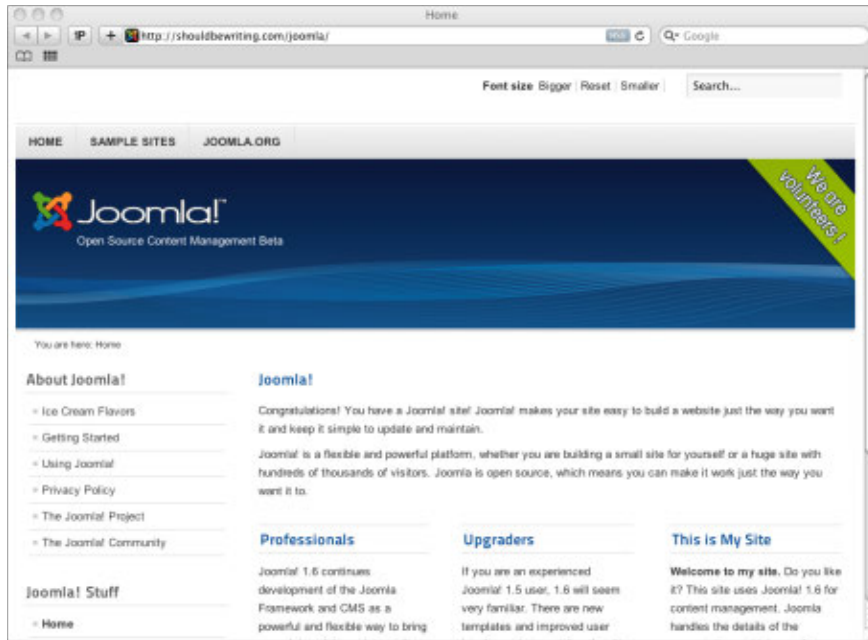 Home
http://shouldbewriting.com/joomla/
RSS
Google
Font size Bigger Reset Smaller
Search...
HOME SAMPLE SITES JOOMLA.ORG
Joomla!
Open Source Content Management Beta
We are
volunteers!
You are here: Home
About Joomla!
Ice Cream Flavors
Getting Started
Using Joomla!
Privacy Policy
The Joomla! Project
The Joomla! Community
Joomla! Stuff
Home
Joomla!
Congratulations! You have a Joomla! site! Joomla! makes your site easy to build a website just the way you want
it and keep it simple to update and maintain.
Joomla! is a flexible and powerful platform, whether you are building a small site for yourself or a huge site with
hundreds of thousands of visitors. Joomla is open source, which means you can make it work just the way you
want it to.
Professionals
Joomla! 1.6 continues
development of the Joomla
Framework and CMS as a
powerful and flexible way to bring
Upgraders
If you are an experienced
Joomla! 1.5 user, 1.6 will seem
very familiar. There are new
templates and improved user
This is My Site
Welcome to my site. Do you like
it? This site uses Joomla! 1.6 for
content management. Joomla
handles the details of the